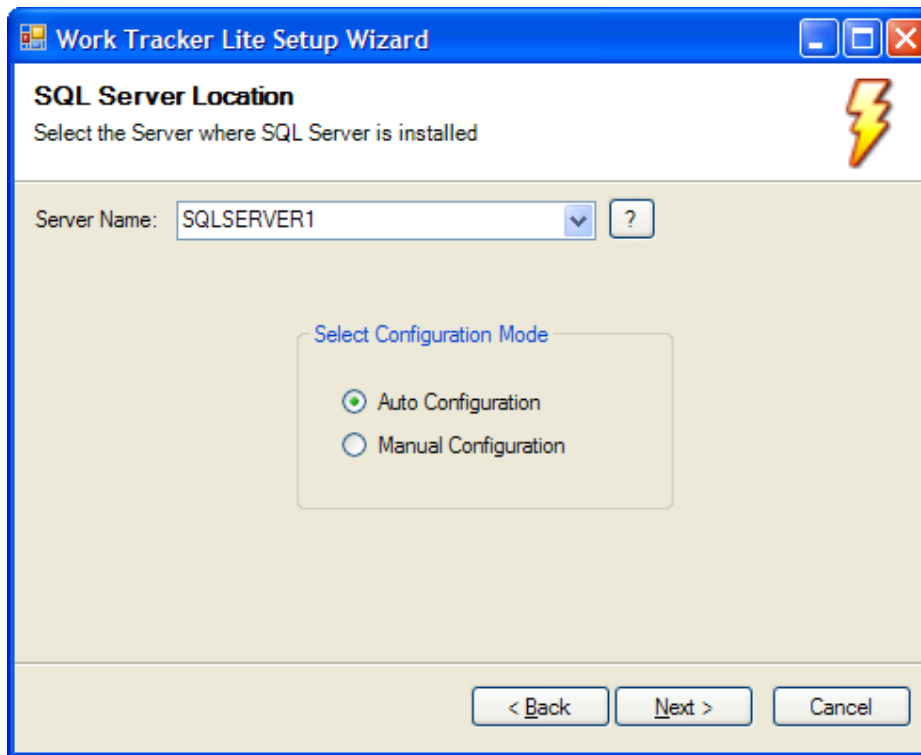 Work Tracker Lite Setup Wizard
SQL Server Location
Select the Server where SQL Server is installed
Server Name: SQLSERVER1 ?
Select Configuration Mode
Auto Configuration
Manual Configuration
< Back Next > Cancel